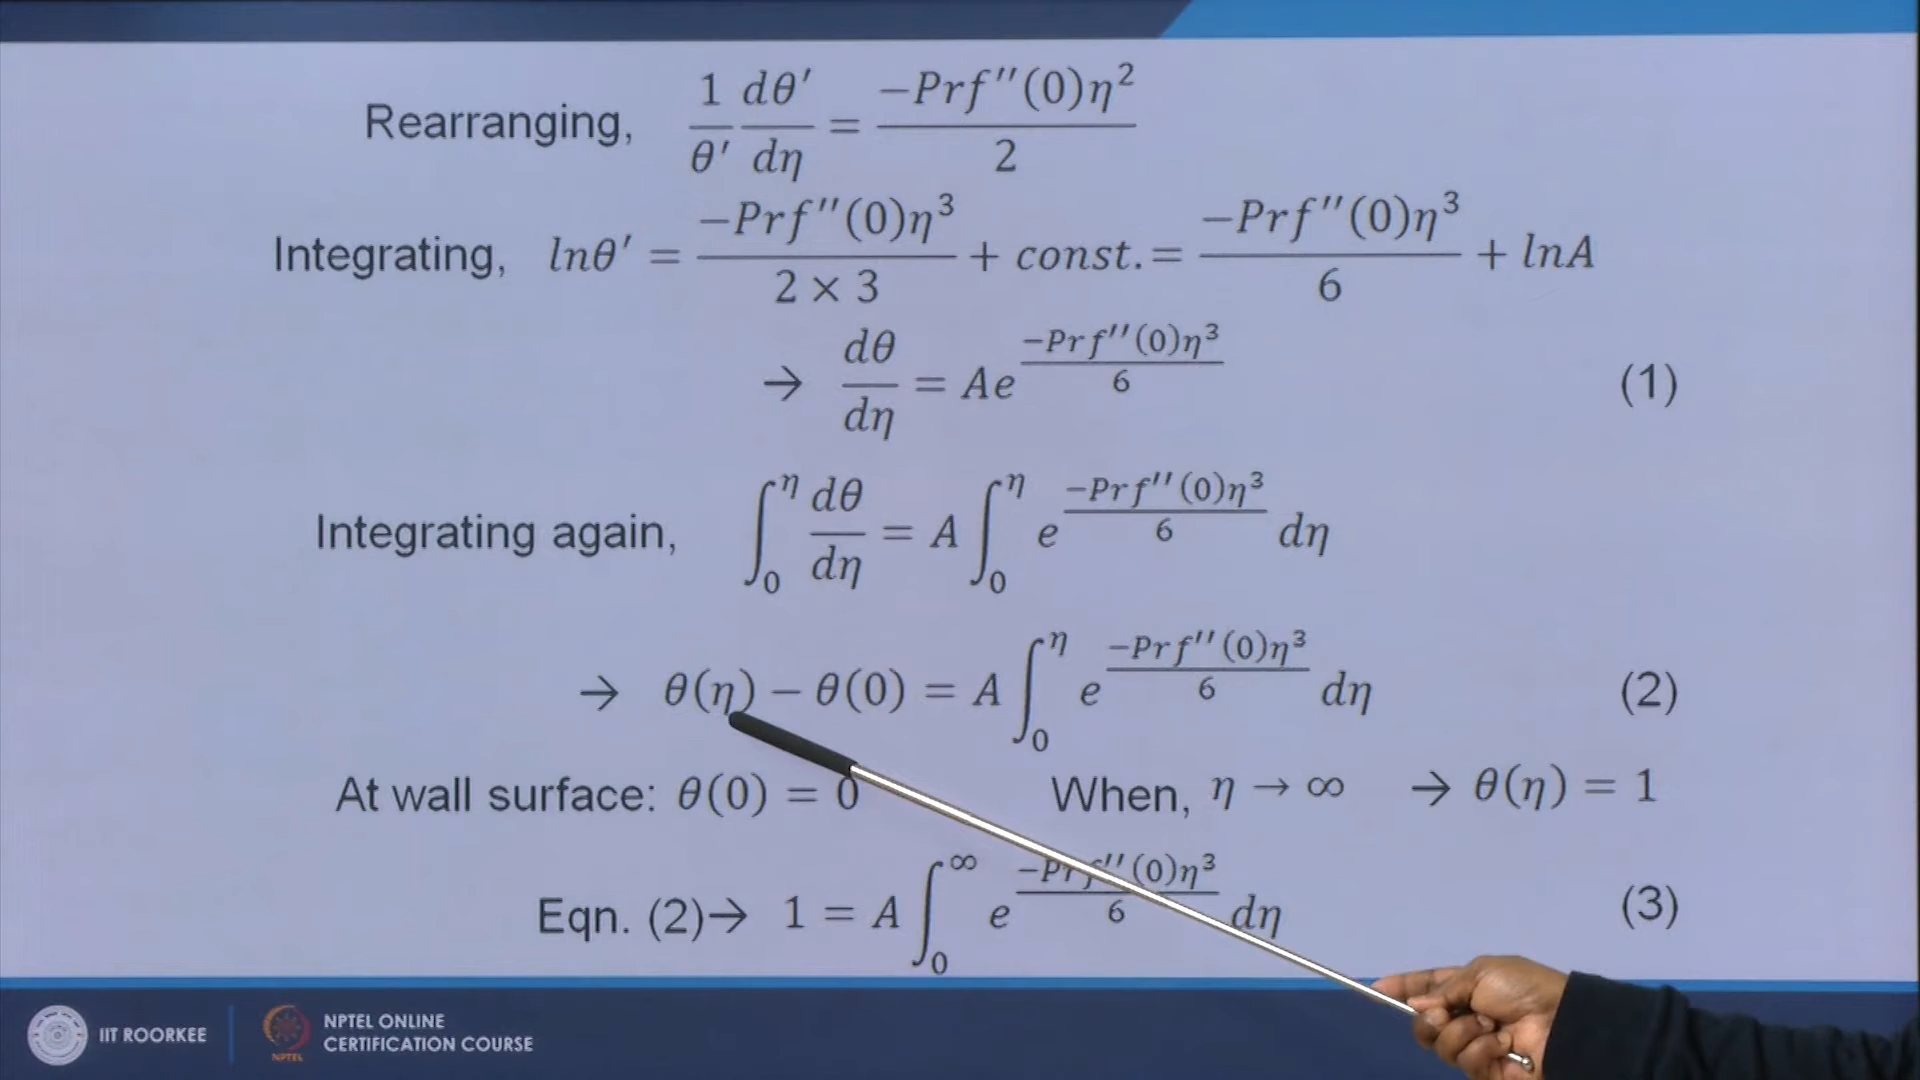 Rearranging, 1/θ′ dθ′/dη = −Prf″(0)η²/2
Integrating, lnθ′ = −Prf″(0)η³/(2 × 3) + const. = −Prf″(0)η³/6 + lnA
→ dθ/dη = Ae^(−Prf″(0)η³/6) (1)
Integrating again, ∫₀^η dθ/dη = A ∫₀^η e^(−Prf″(0)η³/6) dη
→ θ(η) − θ(0) = A ∫₀^η e^(−Prf″(0)η³/6) dη (2)
At wall surface: θ(0) = 0 When, η → ∞ → θ(η) = 1
Eqn. (2)→ 1 = A ∫₀^∞ e^(−Prf″(0)η³/6) dη (3)
IIT ROORKEE
NPTEL
NPTEL ONLINE
CERTIFICATION COURSE